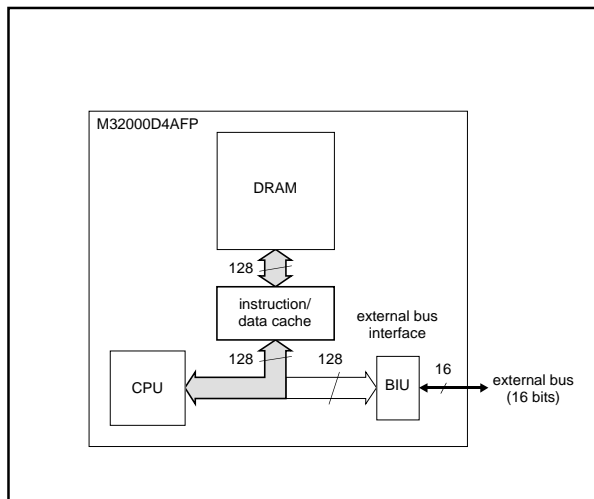 M32000D4AFP
DRAM
128
instruction/
data cache
external bus
interface
128
128
16
CPU
BIU
external bus
(16 bits)